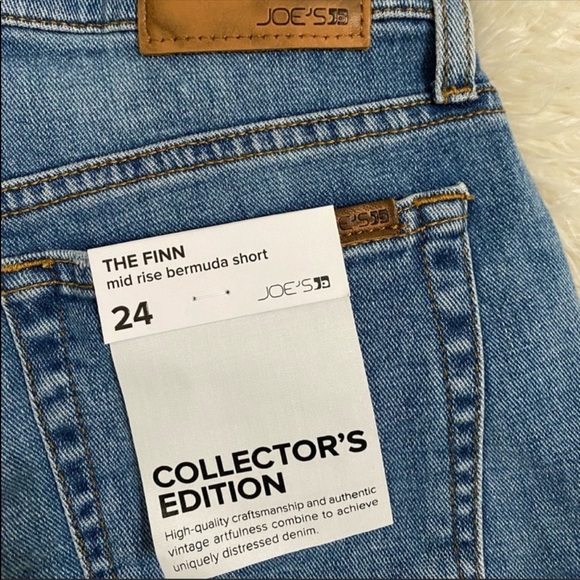 JOE'S
E'S
THE FINN
mid rise bermuda short
24
JOE'S
COLLECTOR'S
EDITION
High-quality craftsmanship and authentic
vintage artfulness combine to achieve
uniquely distressed denim.